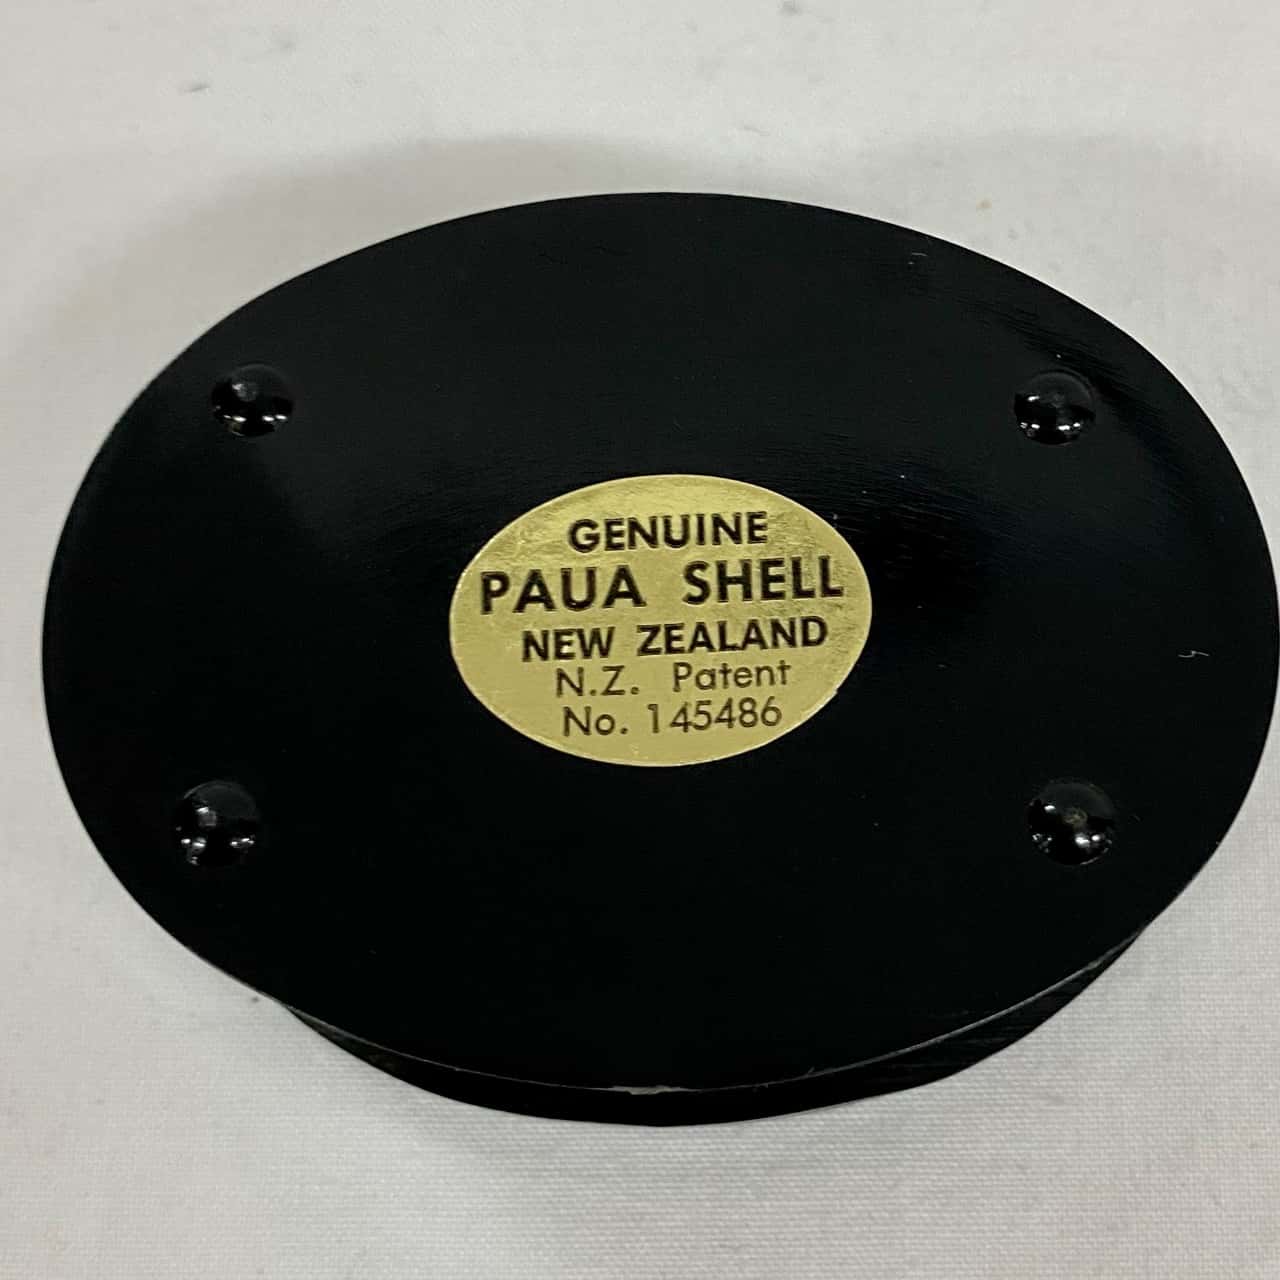 GENUINE
PAUA SHELL
NEW ZEALAND
N.Z. Patent
No. 145486